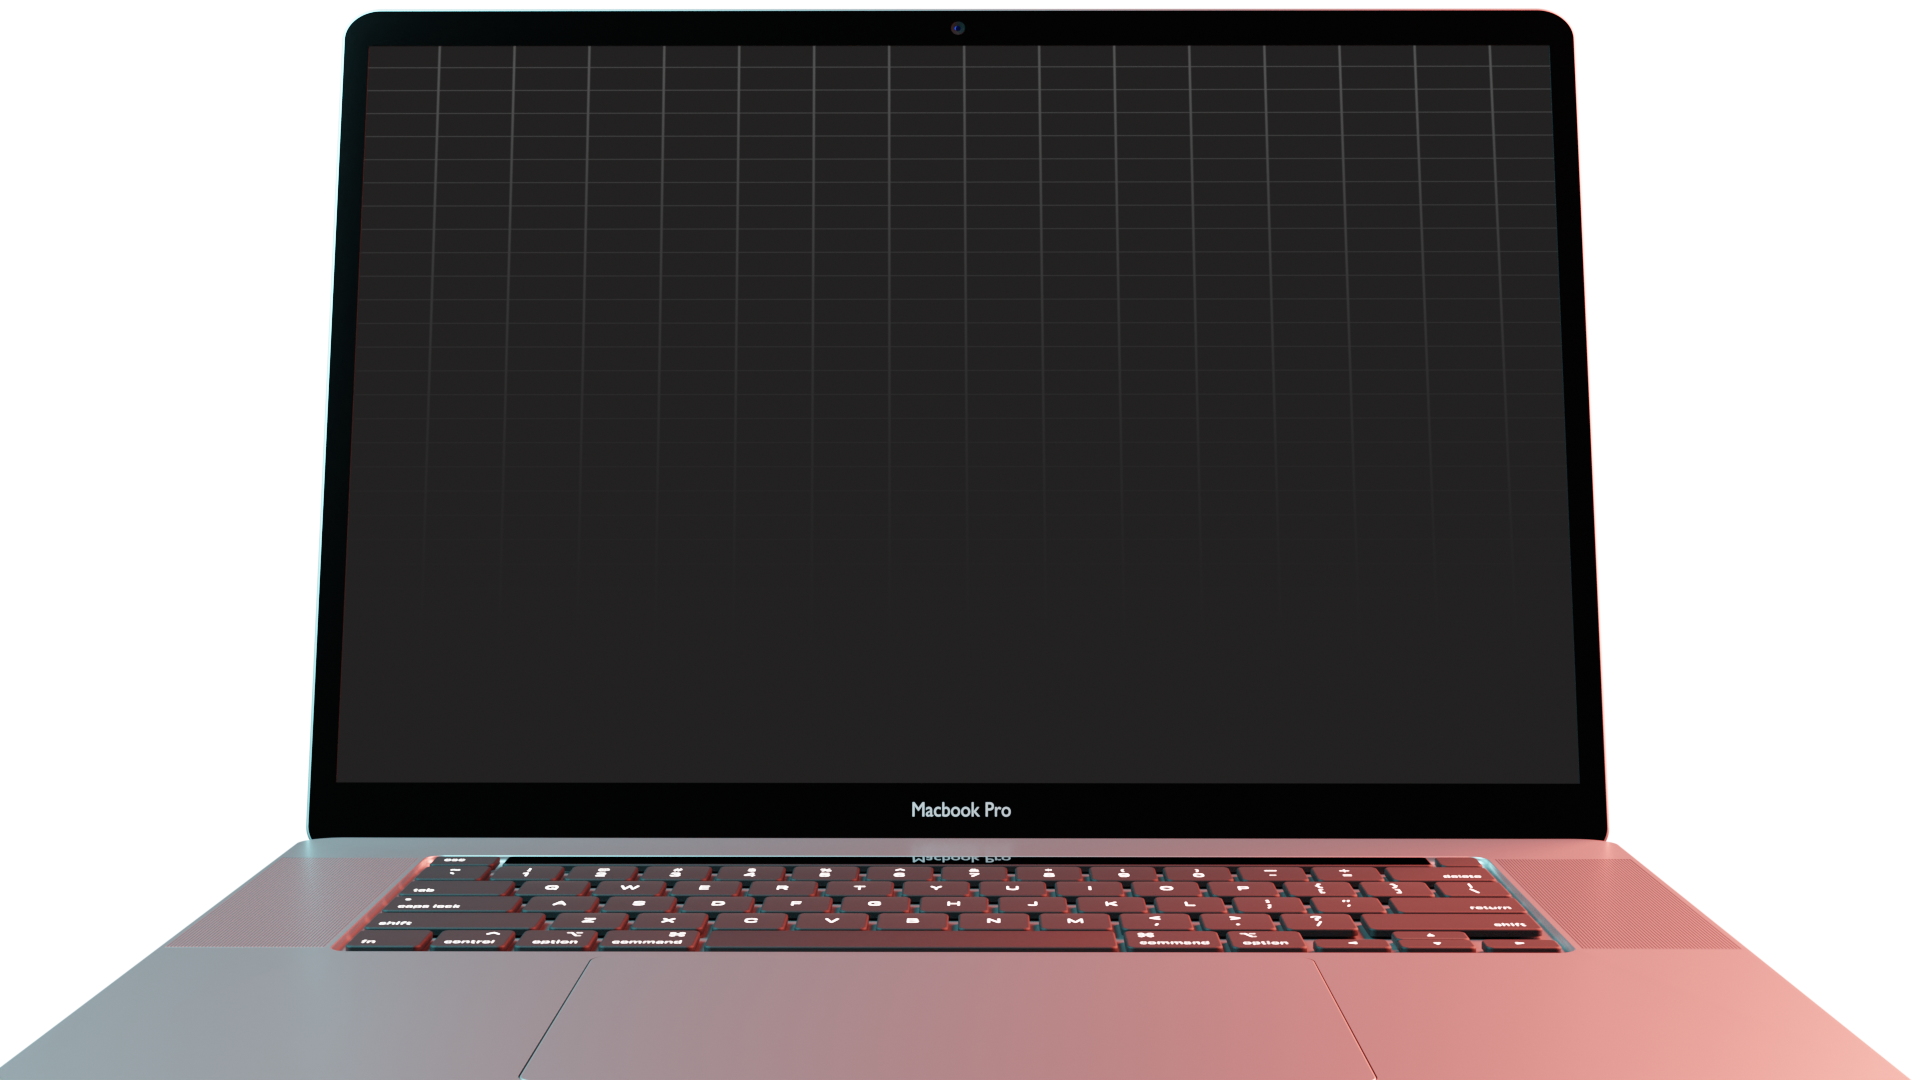 Macbook Pro
esc
delete
tab Q W E R T Y U I O P
caps lock A S D F G H J K L return
shift Z X C V B N M shift
fn control option command command option